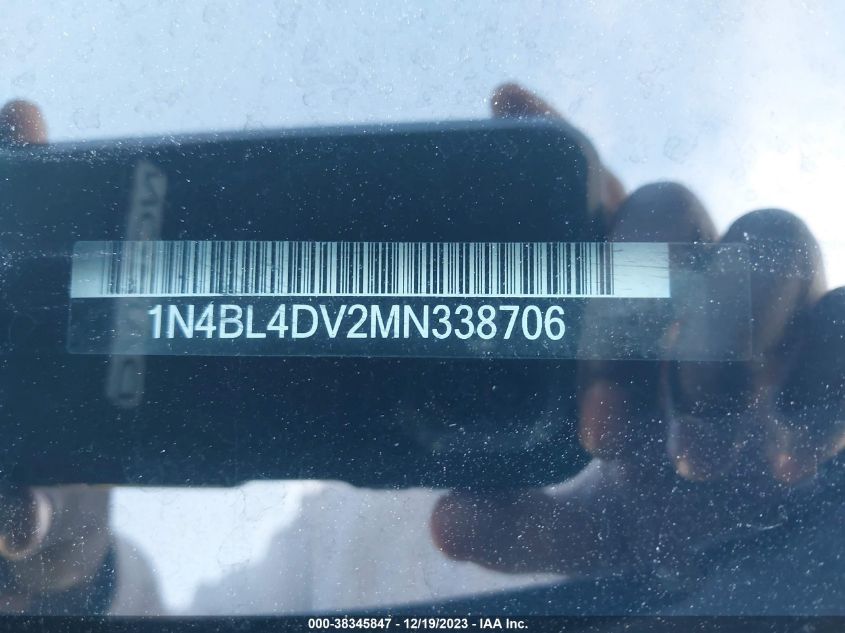 1N4BL4DV2MN338706
000-38345847 - 12/19/2023 - IAA Inc.